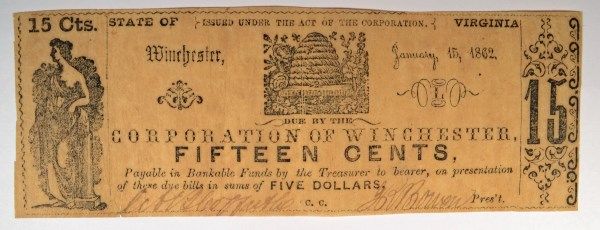 15 Cts.
STATE OF ISSUED UNDER THE ACT OF THE CORPORATION, VIRGINIA
Winchester, January 15, 1862.
DUE BY THE
CORPORATION OF WINCHESTER,
FIFTEEN CENTS,
Payable in Bankable Funds by the Treasurer to bearer, on presentation
of these due bills in sums of FIVE DOLLARS.
C. C. Pres't.
15